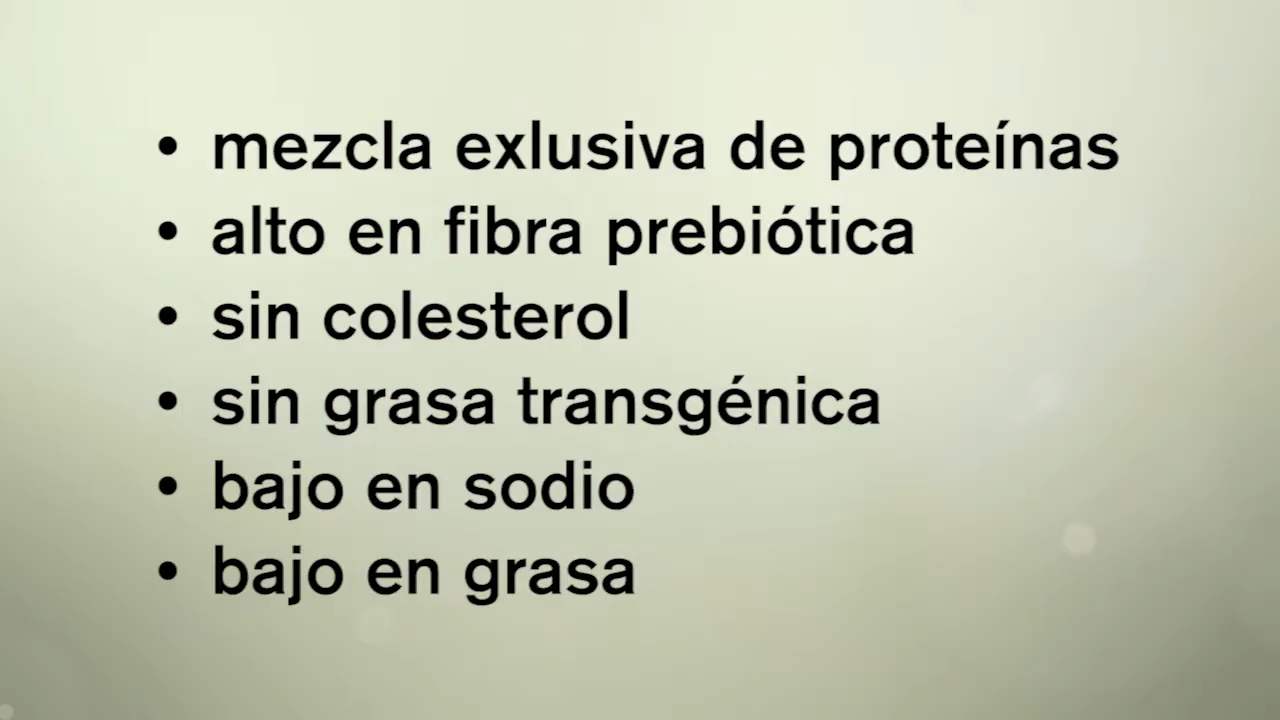 • mezcla exlusiva de proteínas
• alto en fibra prebiótica
• sin colesterol
• sin grasa transgénica
• bajo en sodio
• bajo en grasa